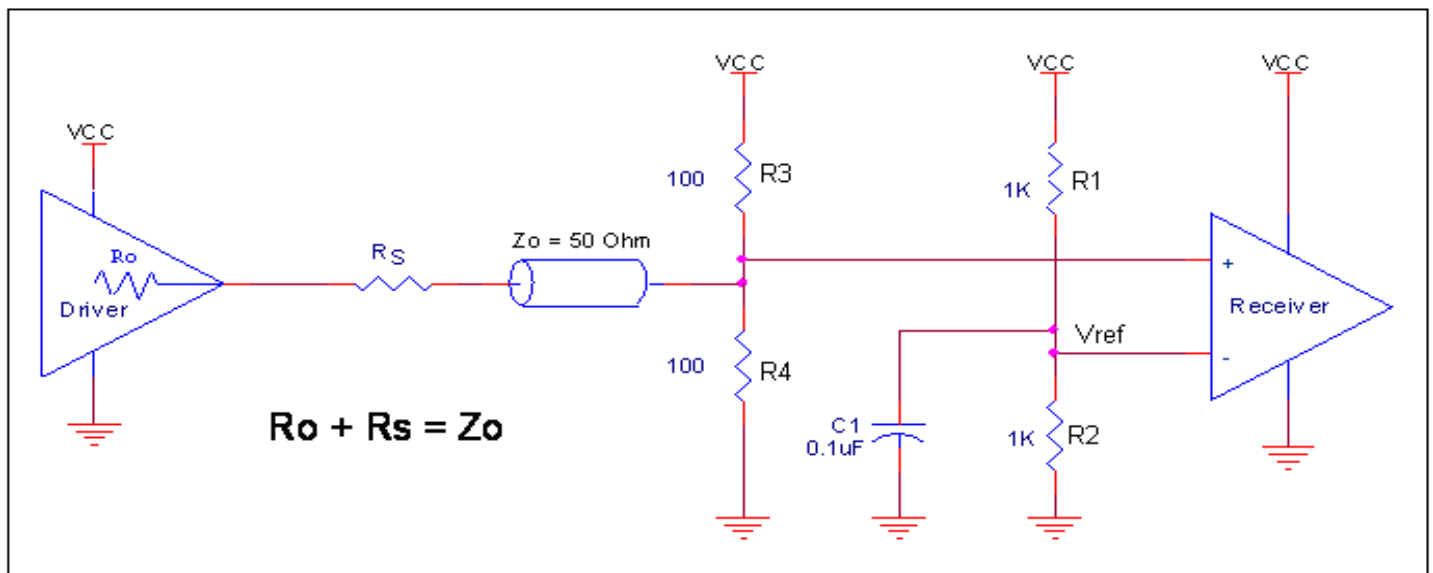 VCC
VCC
VCC
VCC
R3
100
R1
1K
Ro
Driver
RS
Zo = 50 Ohm
+
Receiver
Vref
-
100
R4
Ro + Rs = Zo
C1
0.1uF
1K
R2